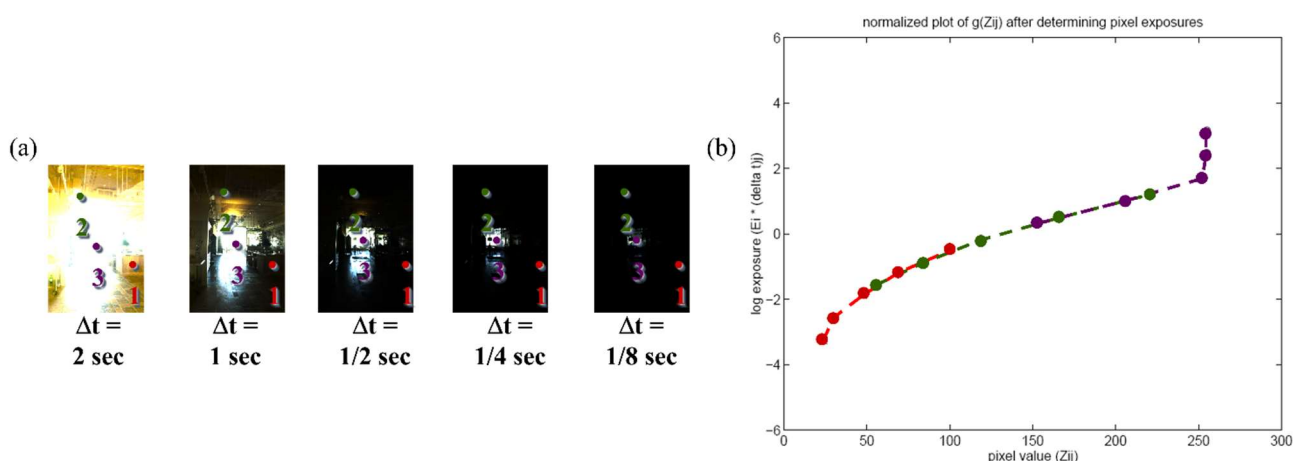 (a)
2
3
1
2
3
1
2
3
1
2
3
1
2
3
1
Δt =
2 sec
Δt =
1 sec
Δt =
1/2 sec
Δt =
1/4 sec
Δt =
1/8 sec
(b)
normalized plot of g(Zij) after determining pixel exposures
log exposure (Ei * (delta t)j)
6
4
2
0
−2
−4
−6
0
50
100
150
200
250
300
pixel value (Zij)